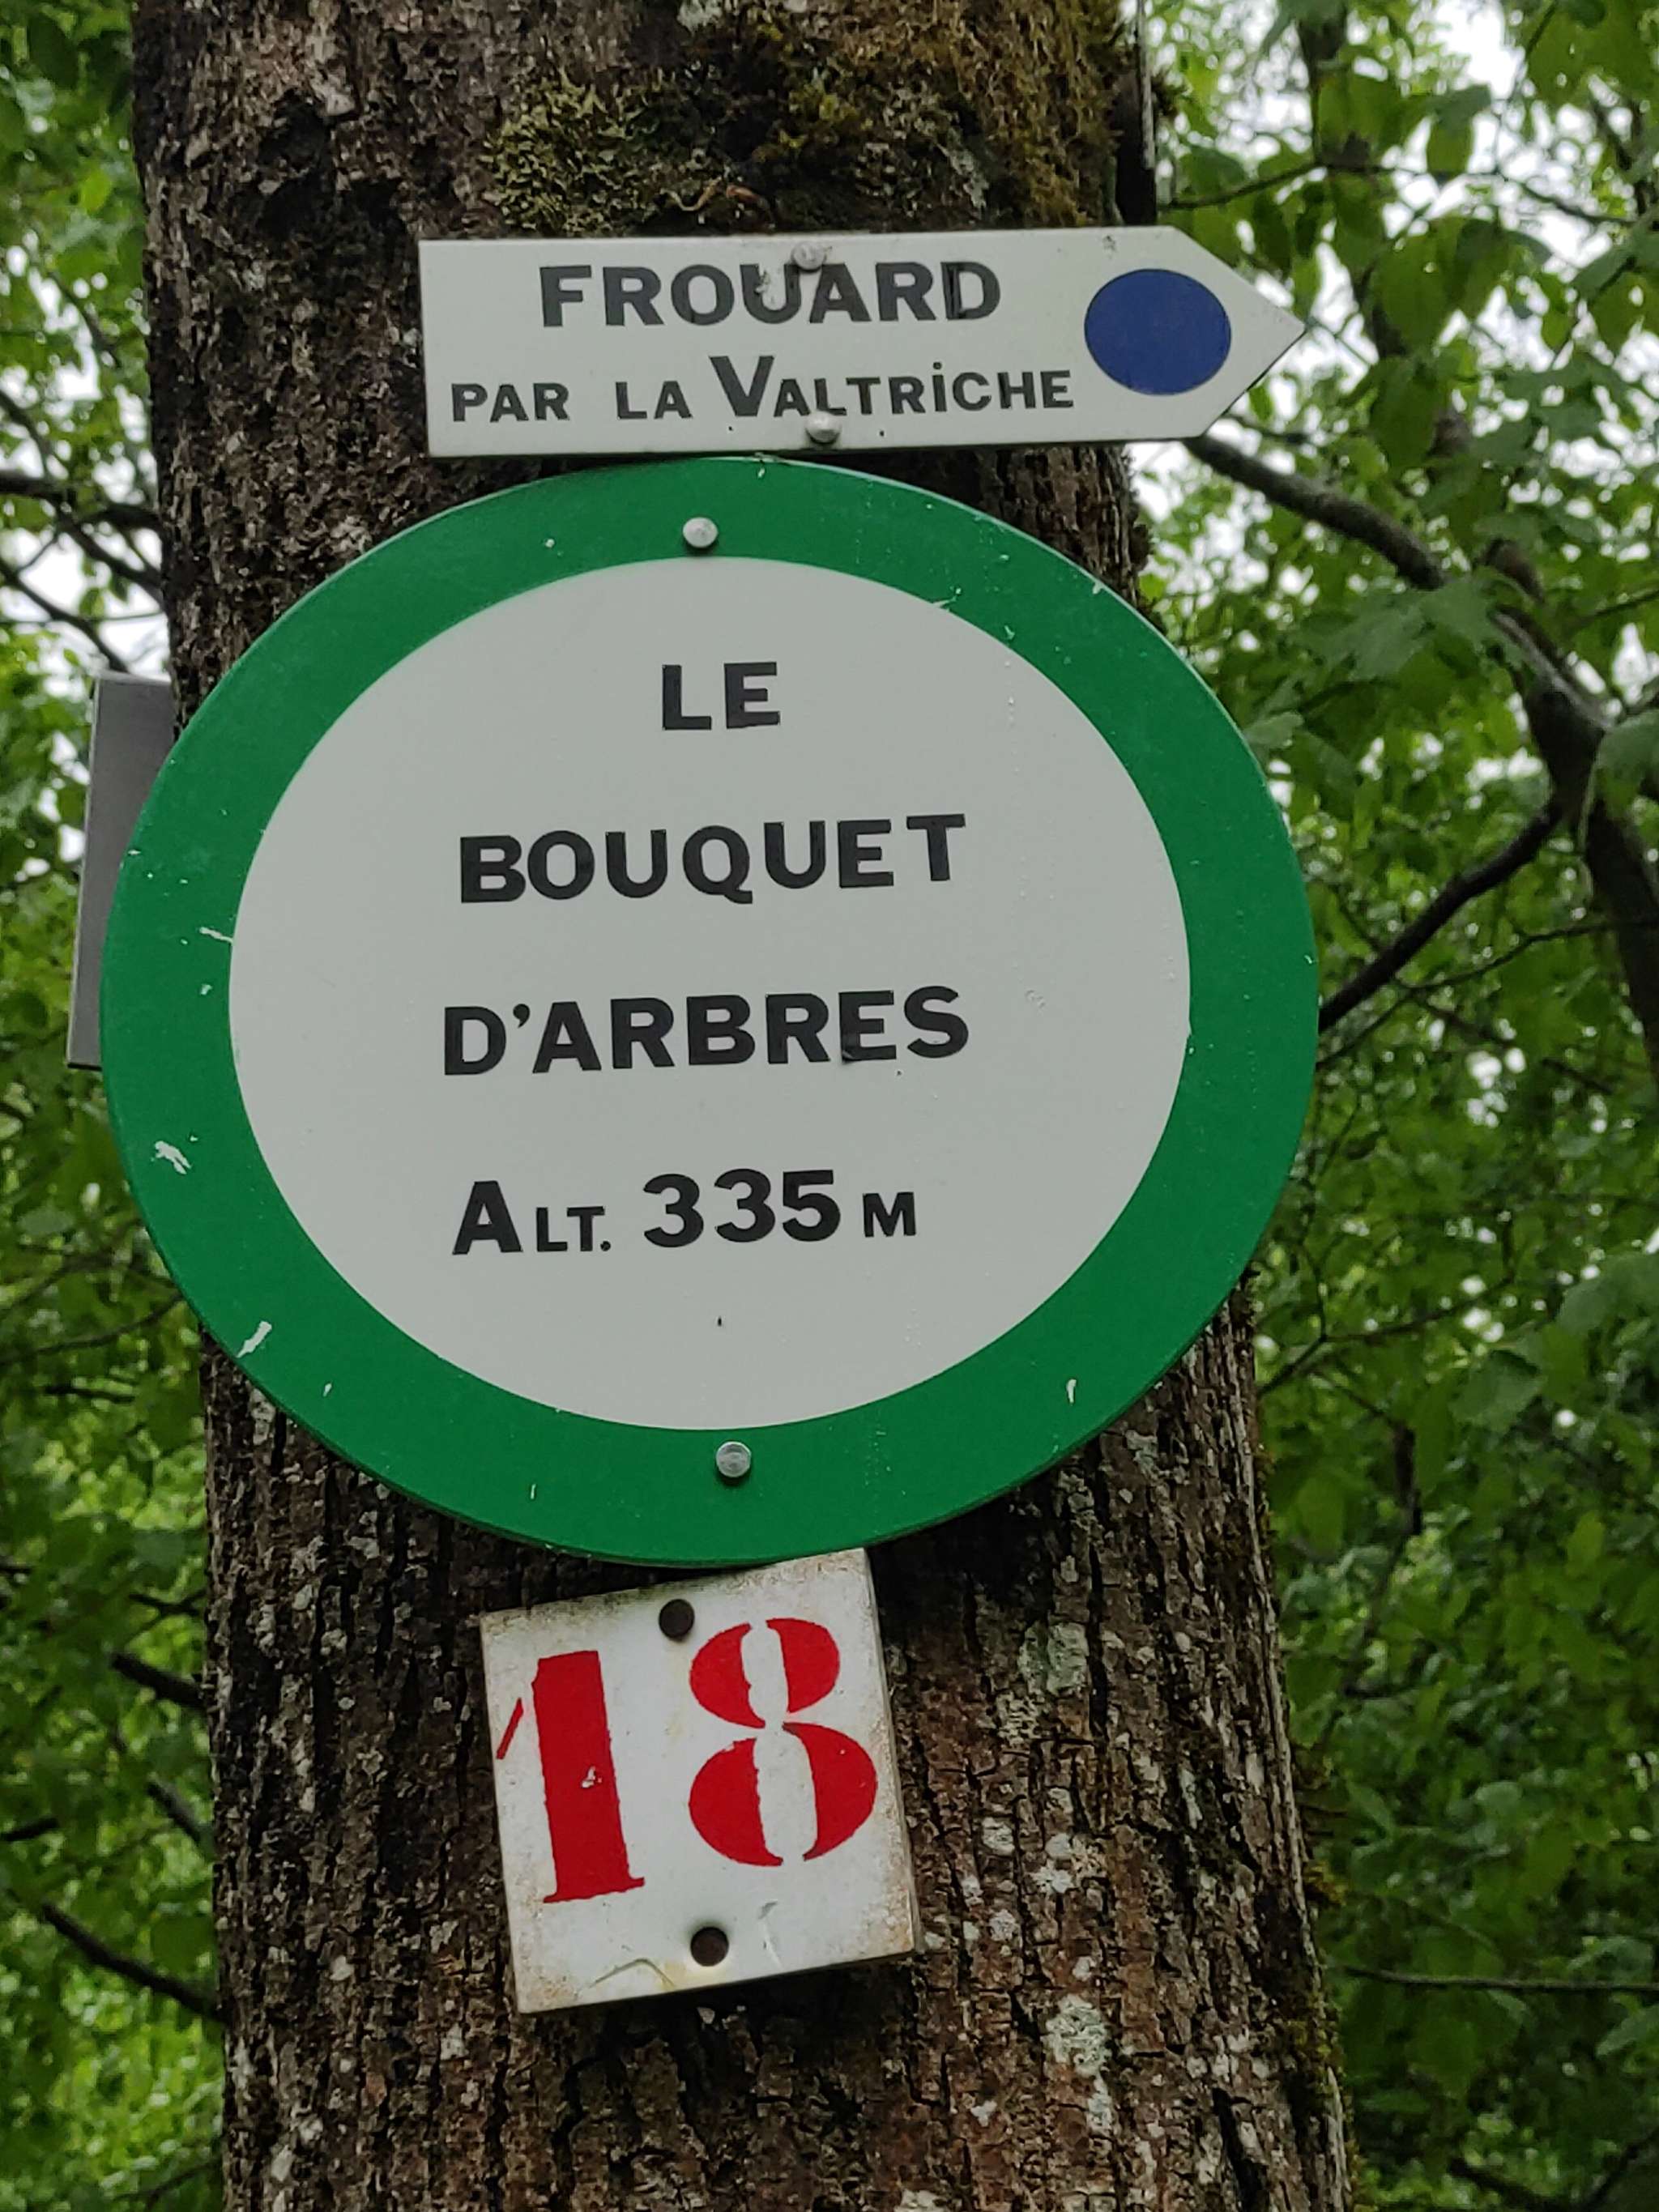 FROUARD
PAR LA VALTRiCHE
LE
BOUQUET
D'ARBRES
ALT. 335 M
18